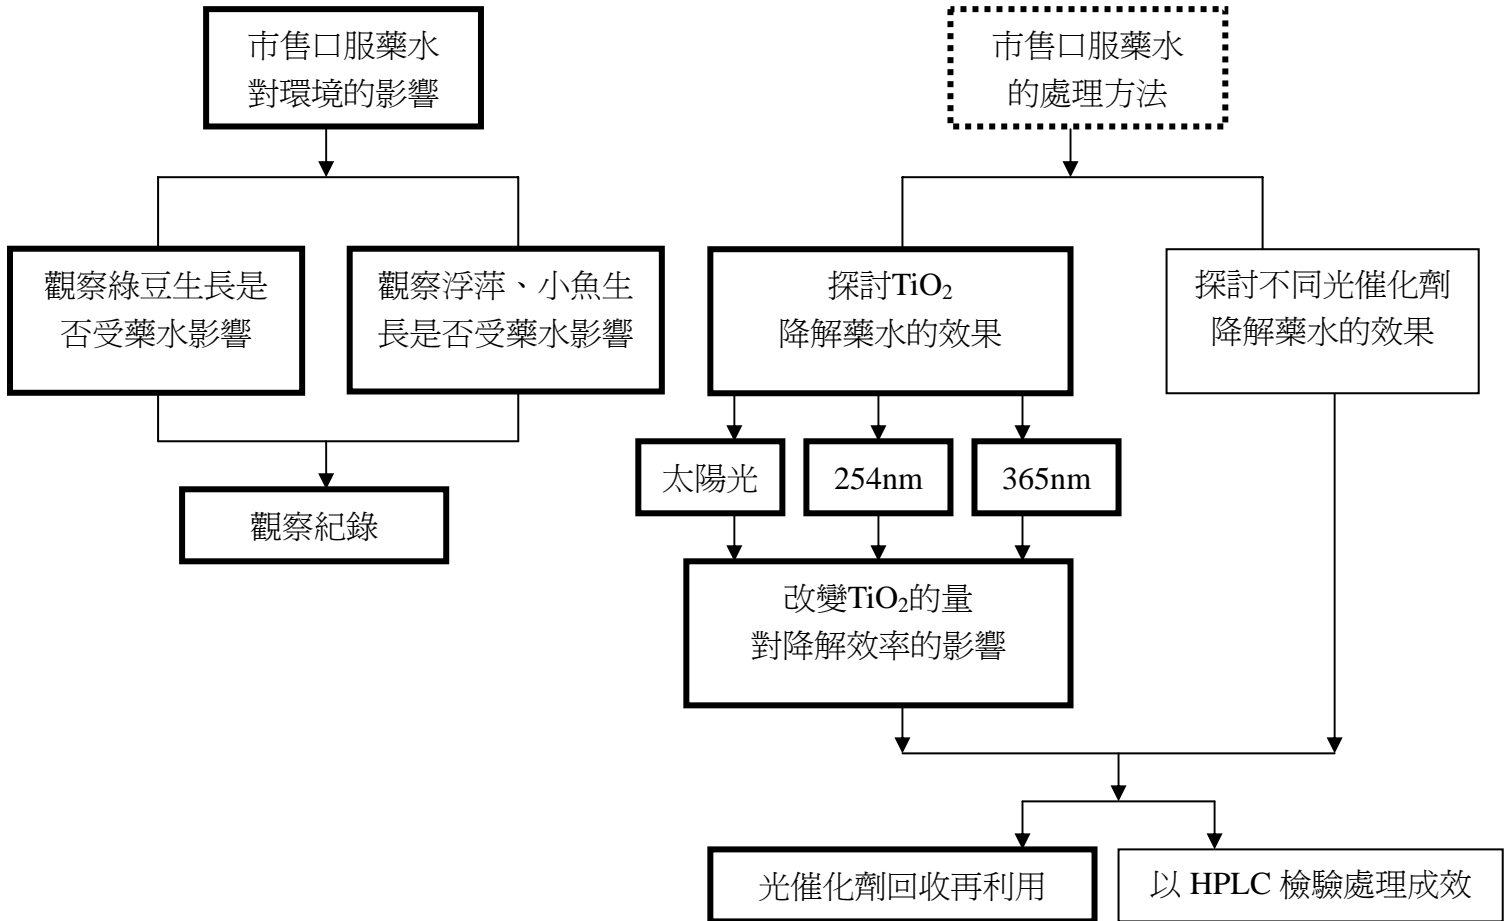 市售口服藥水
對環境的影響
市售口服藥水
的處理方法
觀察綠豆生長是
否受藥水影響
觀察浮萍、小魚生
長是否受藥水影響
探討TiO₂
降解藥水的效果
探討不同光催化劑
降解藥水的效果
太陽光
254nm
365nm
觀察紀錄
改變TiO₂的量
對降解效率的影響
光催化劑回收再利用
以 HPLC 檢驗處理成效